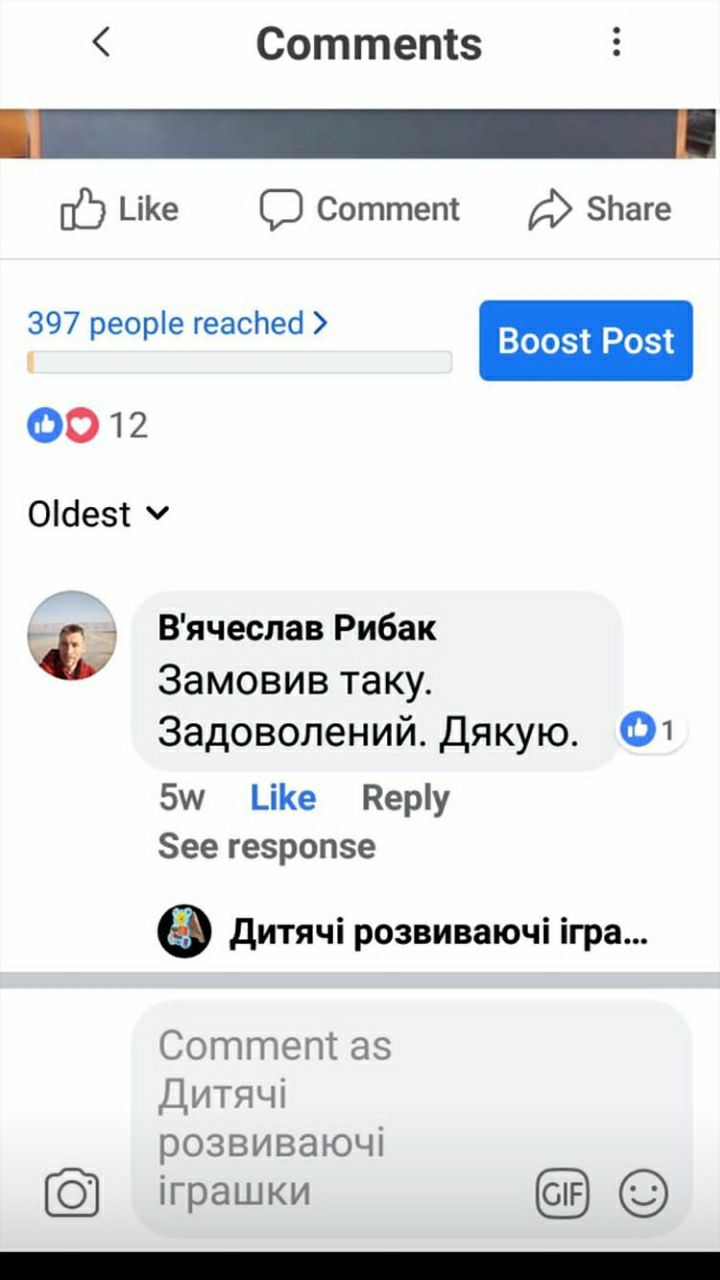 Comments
Like Comment Share
397 people reached
Boost Post
12
Oldest
В'ячеслав Рибак
Замовив таку.
Задоволений. Дякую.
1
5w Like Reply
See response
Дитячі розвиваючі ігра...
Comment as
Дитячі
розвиваючі
іграшки
GIF